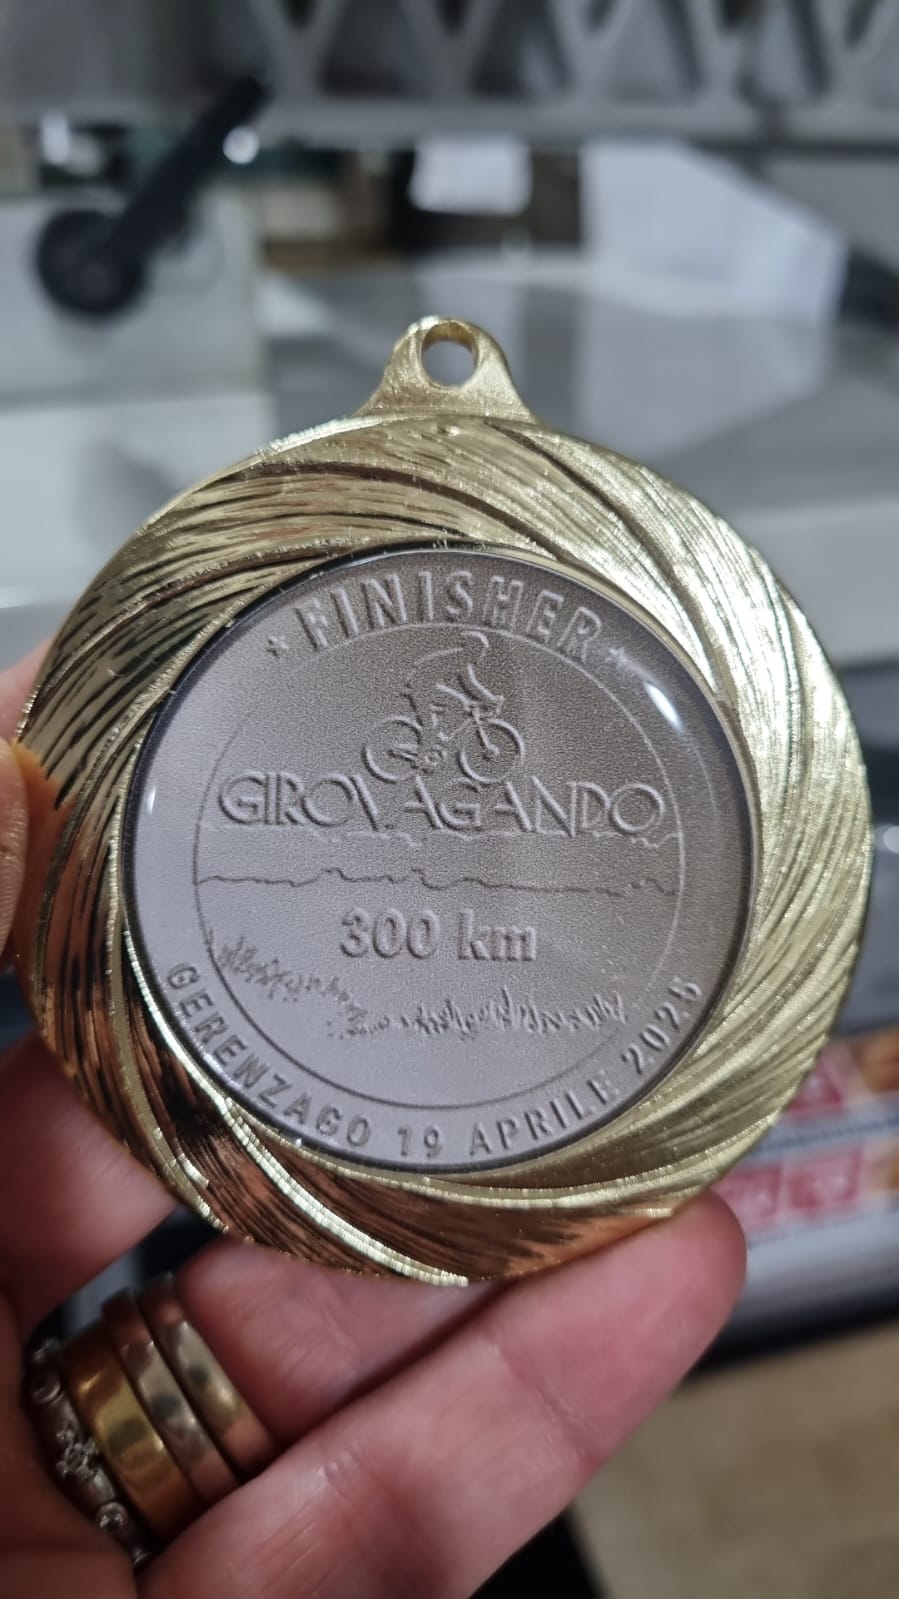 FINISHER
GIROVAGANDO
300 km
GERENZAGO 19 APRILE 2025